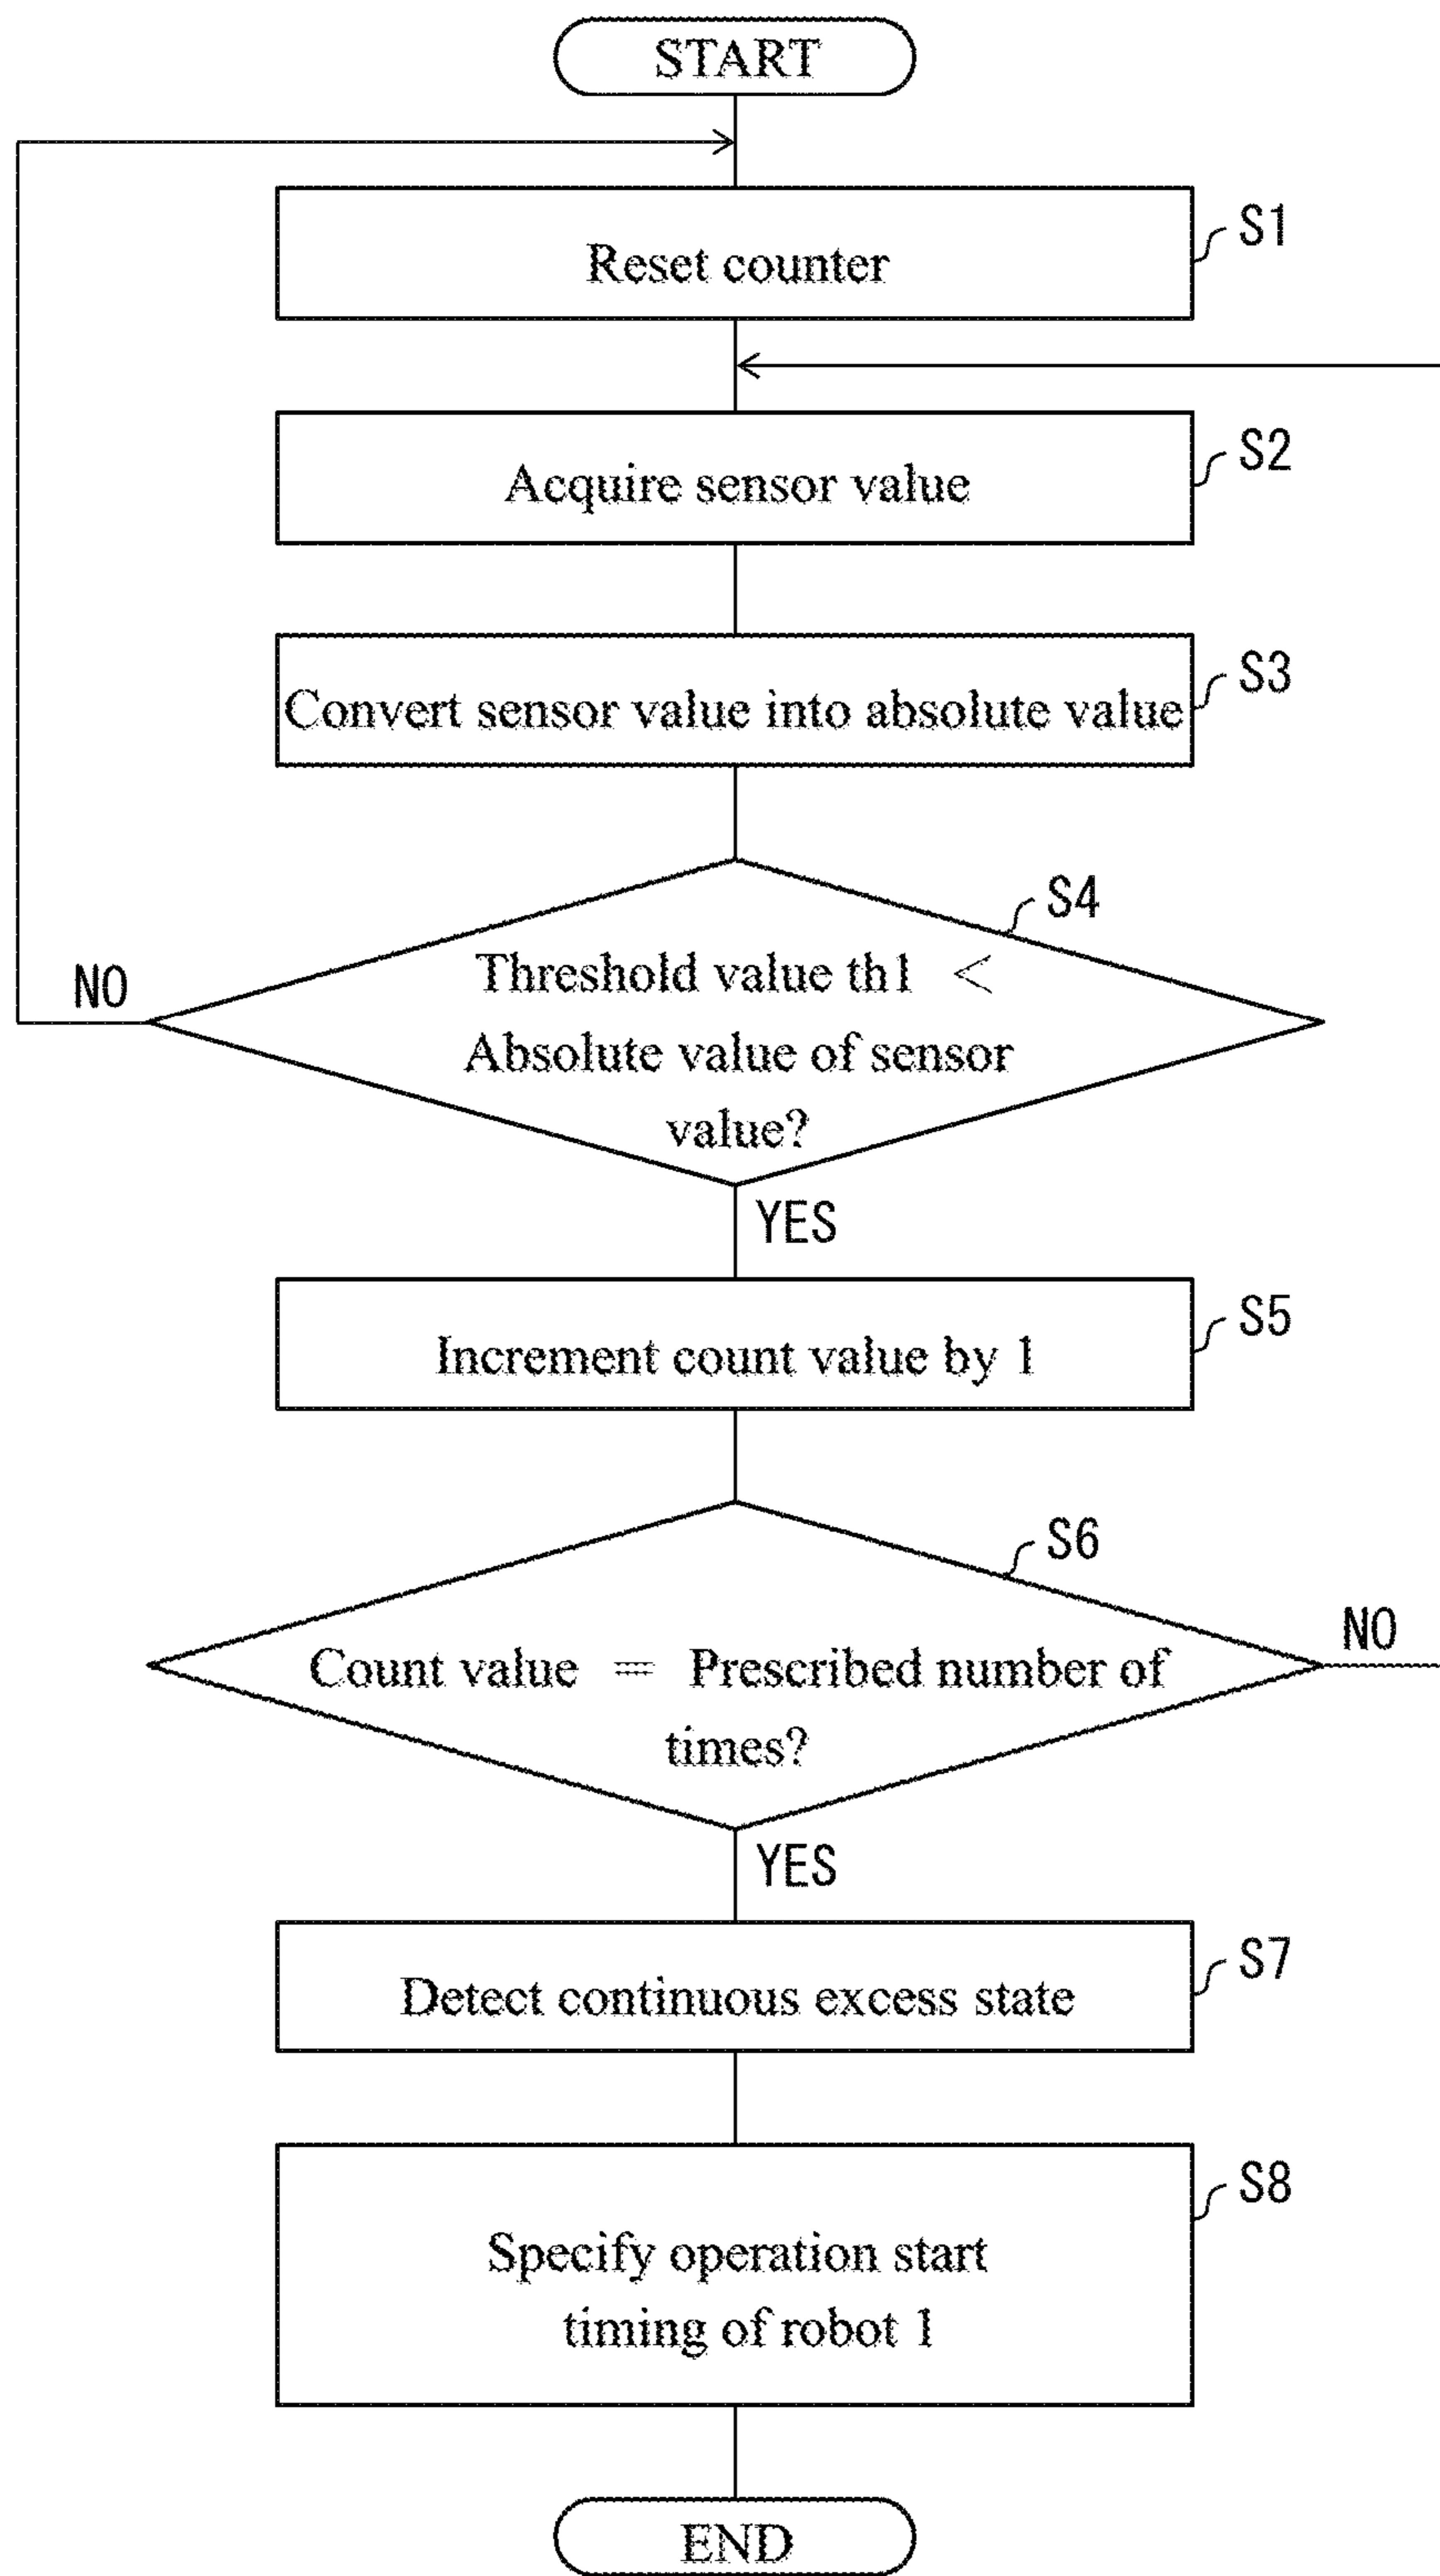 START
Reset counter
S1
Acquire sensor value
S2
Convert sensor value into absolute value
S3
S4
Threshold value th1 <
Absolute value of sensor
value?
NO
YES
Increment count value by 1
S5
S6
Count value = Prescribed number of
times?
NO
YES
Detect continuous excess state
S7
Specify operation start
timing of robot 1
S8
END